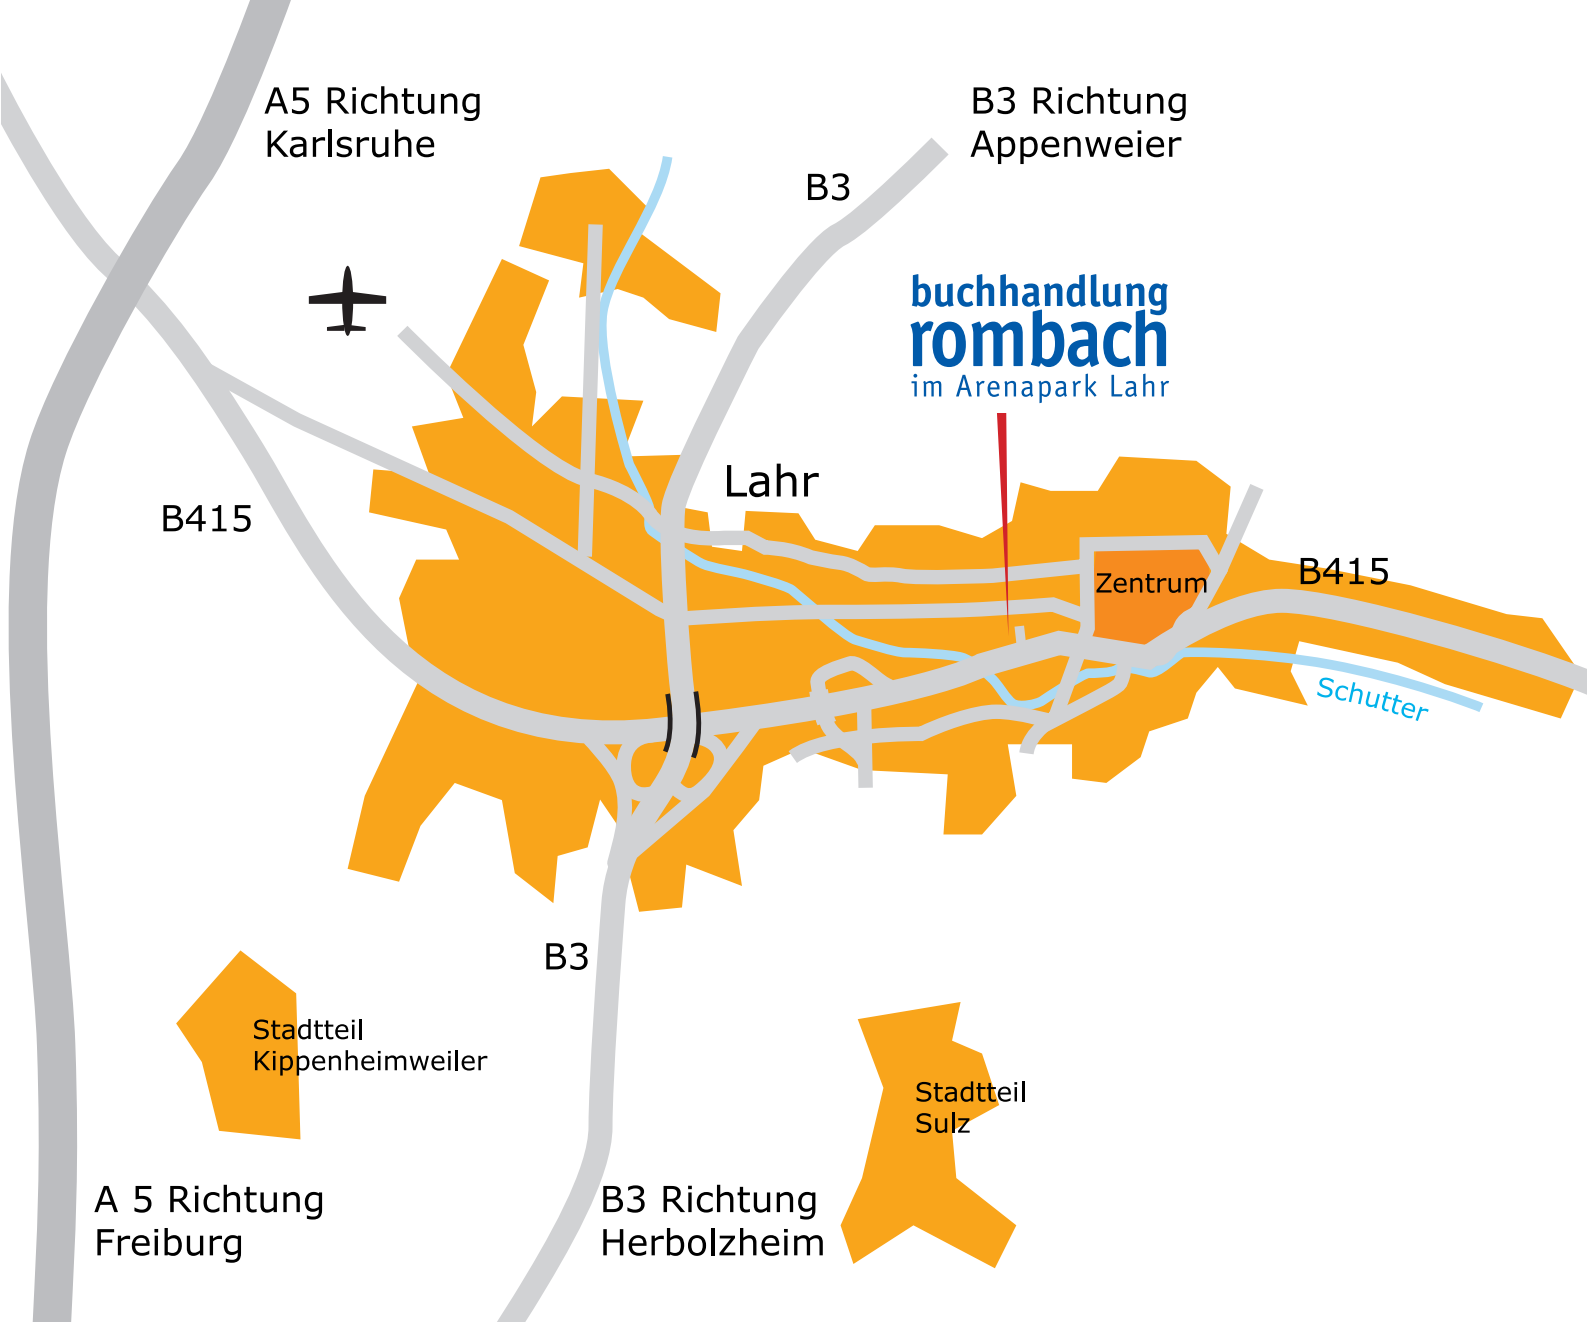 A5 Richtung
Karlsruhe
B3 Richtung
Appenweier
B3
buchhandlung
rombach
im Arenapark Lahr
Lahr
B415
Zentrum
B415
Schutter
B3
Stadtteil
Kippenheimweiler
Stadtteil
Sulz
A 5 Richtung
Freiburg
B3 Richtung
Herbolzheim